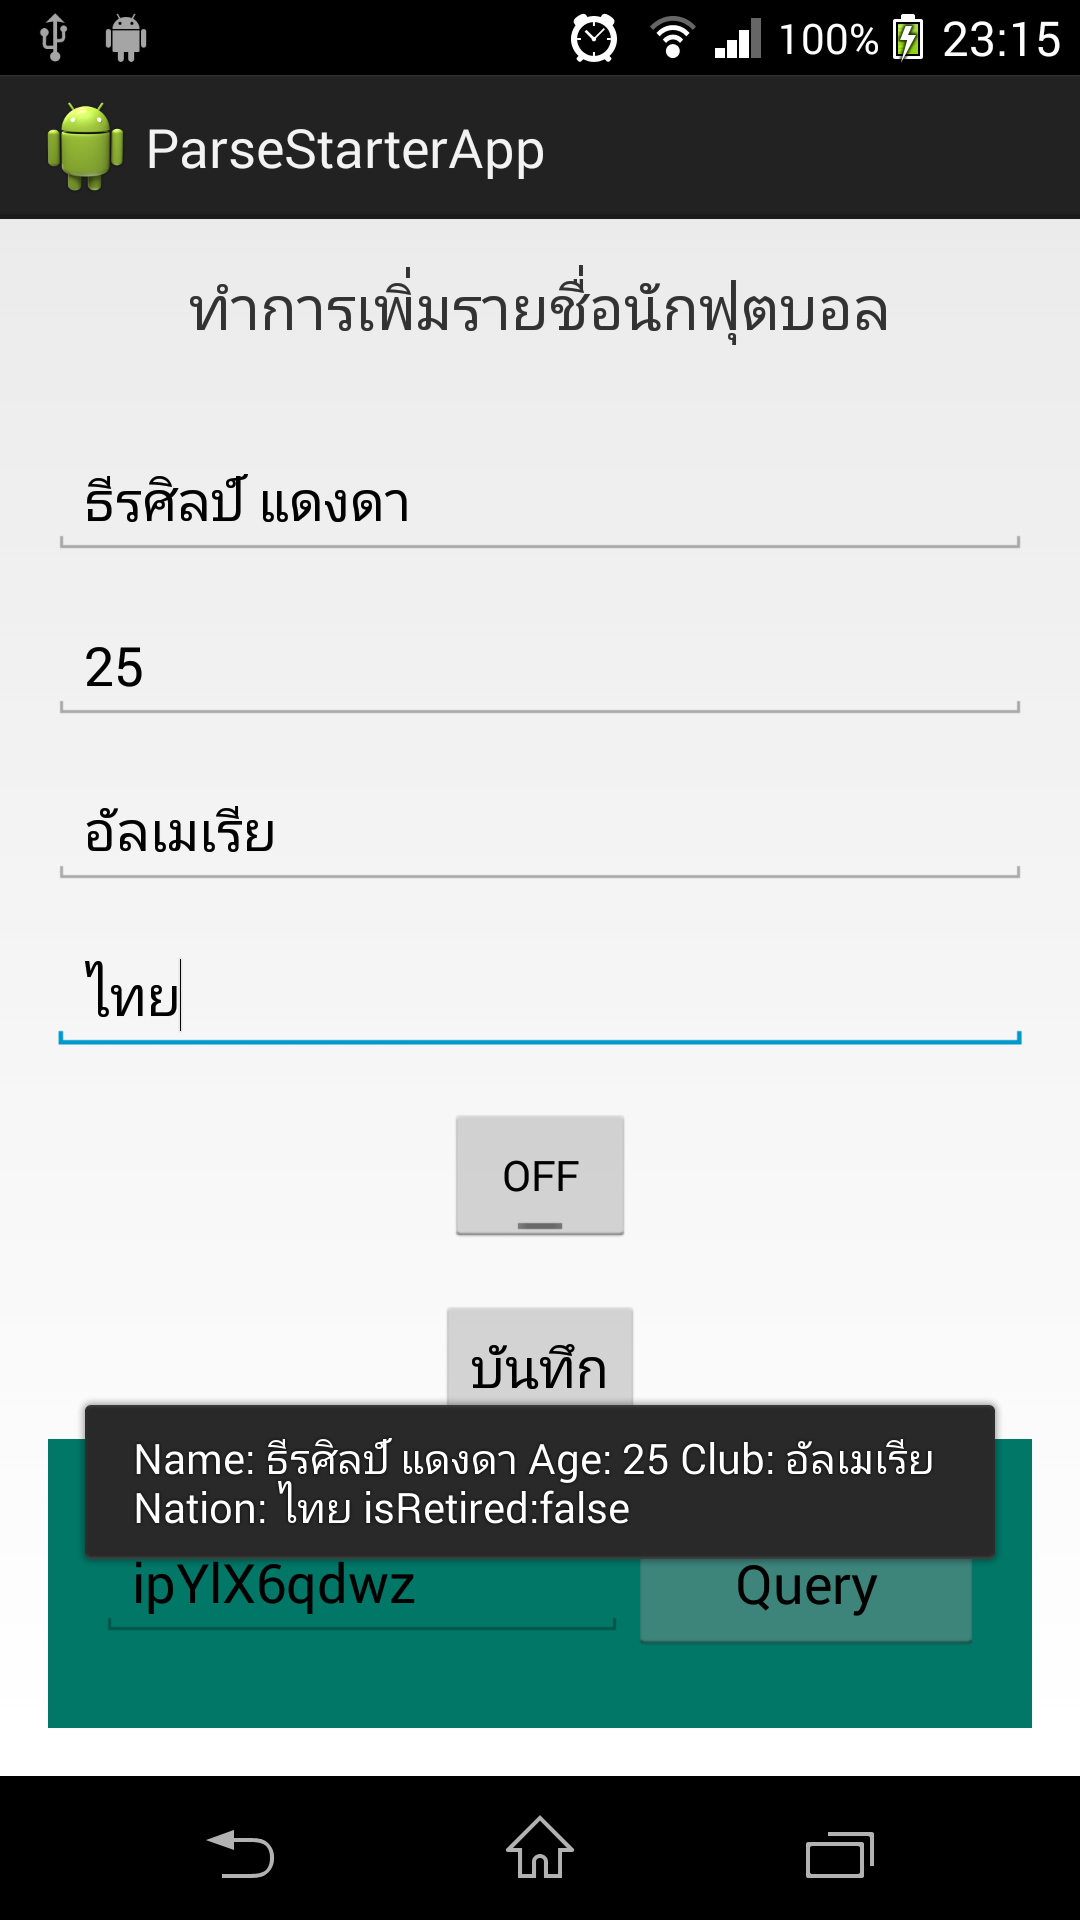 100% 23:15
ParseStarterApp
ทำการเพิ่มรายชื่อนักฟุตบอล
ธีรศิลป์ แดงดา
25
อัลเมเรีย
ไทย
OFF
บันทึก
Name: ธีรศิลป์ แดงดา Age: 25 Club: อัลเมเรีย
Nation: ไทย isRetired:false
ipYlX6qdwz Query